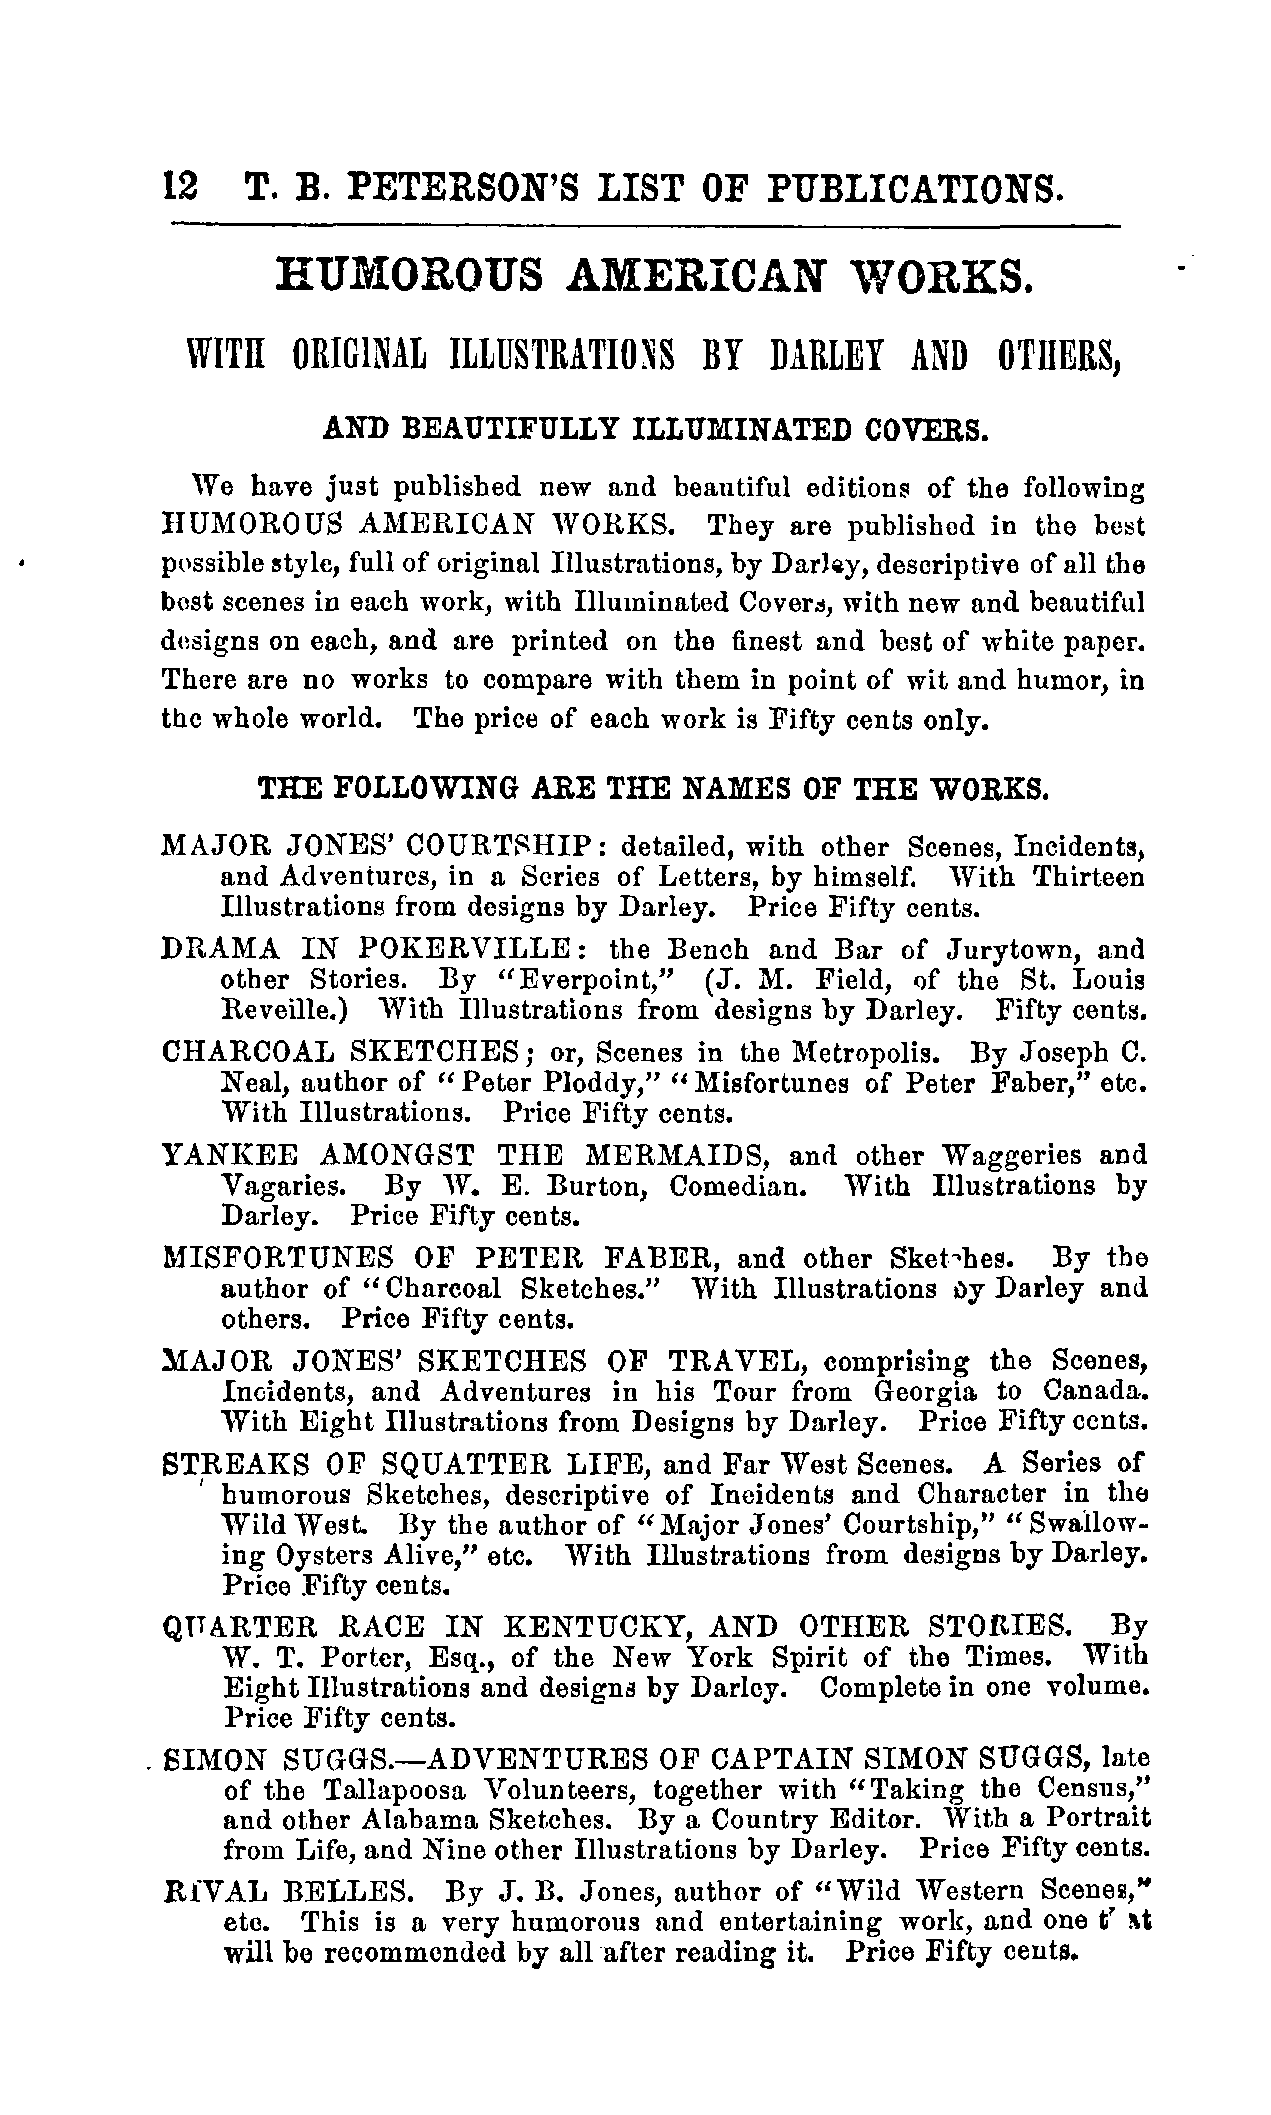 12 T. B. PETERSON'S LIST OF PUBLICATIONS.
HUMOROUS AMERICAN WORKS.
WITH ORIGINAL ILLUSTRATIONS BY DARLEY AND OTHERS,
AND BEAUTIFULLY ILLUMINATED COVERS.
We have just published new and beautiful editions of the following
HUMOROUS AMERICAN WORKS. They are published in the best
possible style, full of original Illustrations, by Darley, descriptive of all the
best scenes in each work, with Illuminated Covers, with new and beautiful
designs on each, and are printed on the finest and best of white paper.
There are no works to compare with them in point of wit and humor, in
the whole world. The price of each work is Fifty cents only.
THE FOLLOWING ARE THE NAMES OF THE WORKS.
MAJOR JONES' COURTSHIP: detailed, with other Scenes, Incidents,
and Adventures, in a Series of Letters, by himself. With Thirteen
Illustrations from designs by Darley. Price Fifty cents.
DRAMA IN POKERVILLE: the Bench and Bar of Jurytown, and
other Stories. By "Everpoint," (J. M. Field, of the St. Louis
Reveille.) With Illustrations from designs by Darley. Fifty cents.
CHARCOAL SKETCHES; or, Scenes in the Metropolis. By Joseph C.
Neal, author of "Peter Ploddy," "Misfortunes of Peter Faber," etc.
With Illustrations. Price Fifty cents.
YANKEE AMONGST THE MERMAIDS, and other Waggeries and
Vagaries. By W. E. Burton, Comedian. With Illustrations by
Darley. Price Fifty cents.
MISFORTUNES OF PETER FABER, and other Sketches. By the
author of "Charcoal Sketches." With Illustrations by Darley and
others. Price Fifty cents.
MAJOR JONES' SKETCHES OF TRAVEL, comprising the Scenes,
Incidents, and Adventures in his Tour from Georgia to Canada.
With Eight Illustrations from Designs by Darley. Price Fifty cents.
STREAKS OF SQUATTER LIFE, and Far West Scenes. A Series of
humorous Sketches, descriptive of Incidents and Character in the
Wild West. By the author of "Major Jones' Courtship," "Swallow-
ing Oysters Alive," etc. With Illustrations from designs by Darley.
Price Fifty cents.
QUARTER RACE IN KENTUCKY, AND OTHER STORIES. By
W. T. Porter, Esq., of the New York Spirit of the Times. With
Eight Illustrations and designs by Darley. Complete in one volume.
Price Fifty cents.
SIMON SUGGS.—ADVENTURES OF CAPTAIN SIMON SUGGS, late
of the Tallapoosa Volunteers, together with "Taking the Census,"
and other Alabama Sketches. By a Country Editor. With a Portrait
from Life, and Nine other Illustrations by Darley. Price Fifty cents.
RIVAL BELLES. By J. B. Jones, author of "Wild Western Scenes,"
etc. This is a very humorous and entertaining work, and one that
will be recommended by all after reading it. Price Fifty cents.